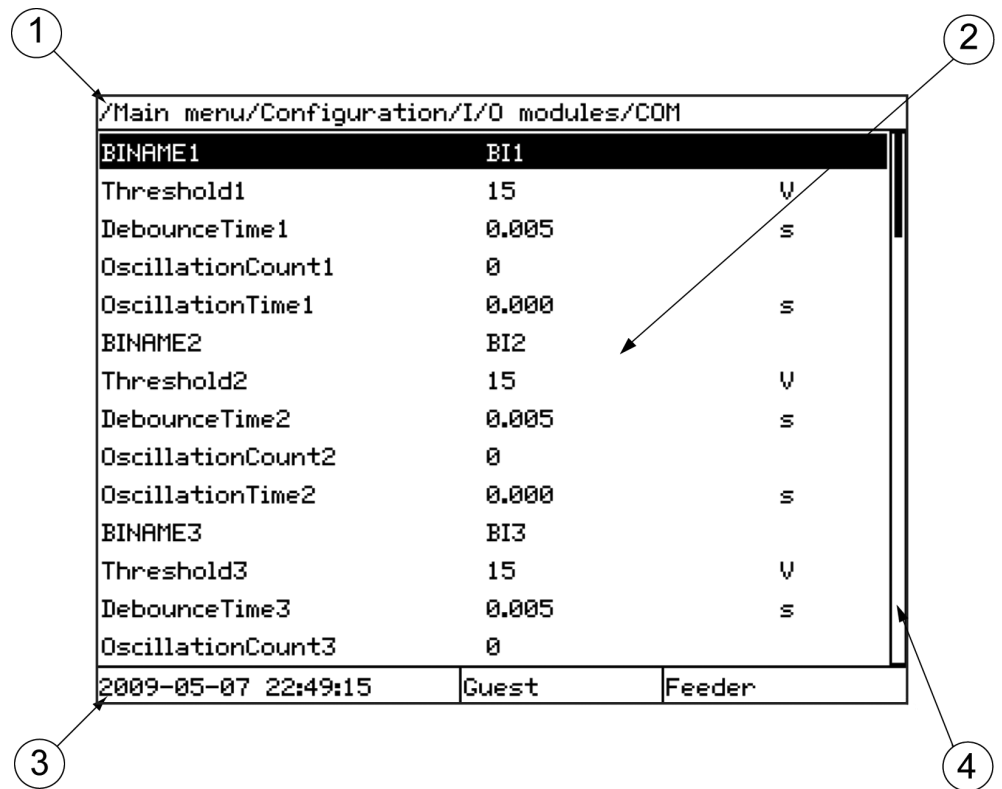 1
2
/Main menu/Configuration/I/O modules/COM
BINAME1 BI1
Threshold1 15 V
DebounceTime1 0.005 s
OscillationCount1 0
OscillationTime1 0.000 s
BINAME2 BI2
Threshold2 15 V
DebounceTime2 0.005 s
OscillationCount2 0
OscillationTime2 0.000 s
BINAME3 BI3
Threshold3 15 V
DebounceTime3 0.005 s
OscillationCount3 0
2009-05-07 22:49:15 Guest Feeder
3
4